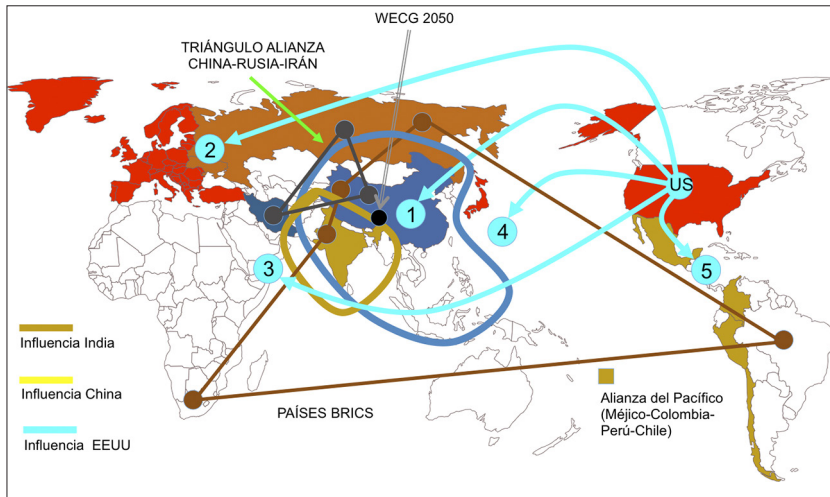 WECG 2050
TRIÁNGULO ALIANZA
CHINA-RUSIA-IRÁN
2
1
US
4
3
5
Influencia India
Influencia China
Influencia EEUU
PAÍSES BRICS
Alianza del Pacífico
(Méjico-Colombia-
Perú-Chile)